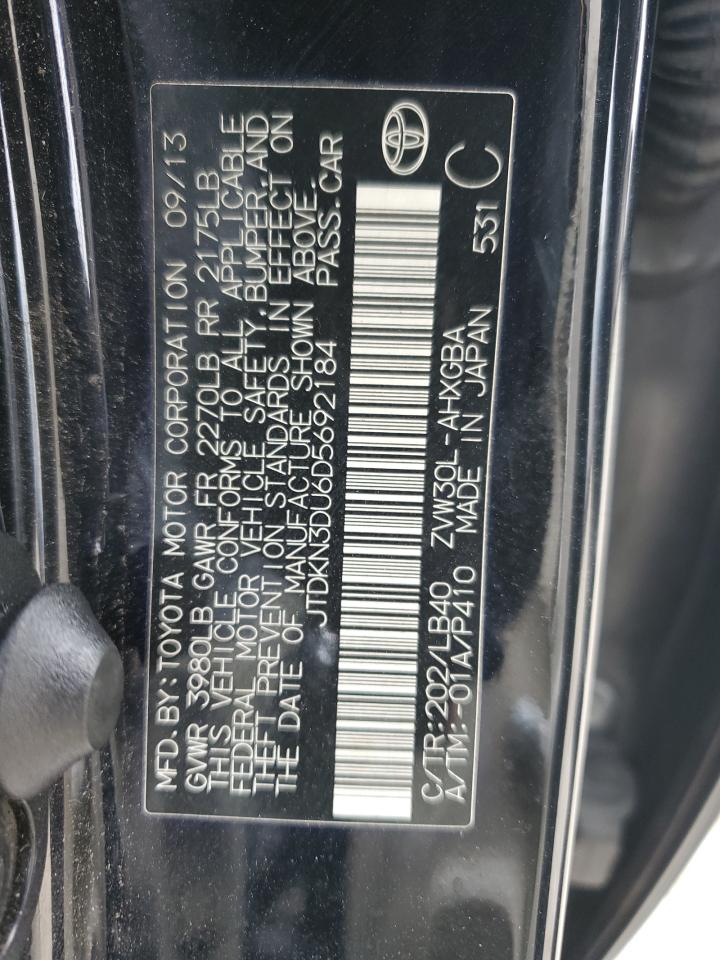 MFD.BY:TOYOTA MOTOR CORPORATION 09/13
GVWR 3980LB GAWR FR 2270LB RR 2175LB
THIS VEHICLE CONFORMS TO ALL APPLICABLE
FEDERAL MOTOR VEHICLE SAFETY,BUMPER,AND
THEFT PREVENTION STANDARDS IN EFFECT ON
THE DATE OF MANUFACTURE SHOWN ABOVE.
JTDKN3DU6D5692184 PASS.CAR
C/TR:202/LB40 ZVW30L-AHXGBA 531
A/TM:-01A/P410 MADE IN JAPAN C